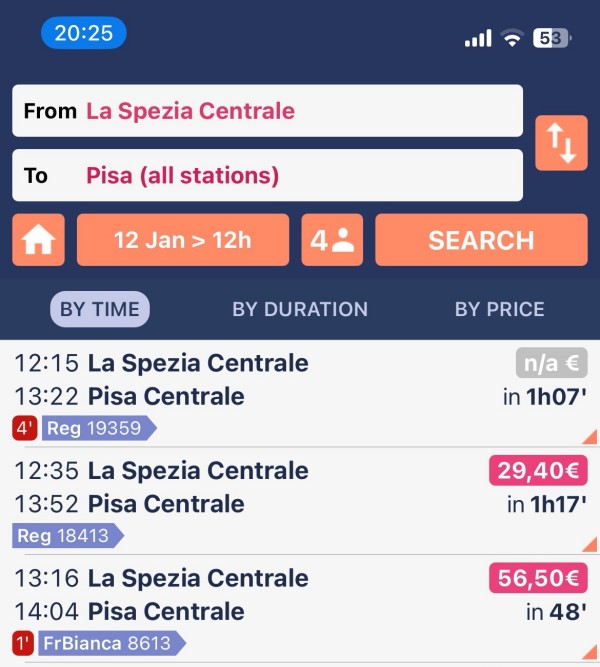 20:25
53
From La Spezia Centrale
To Pisa (all stations)
12 Jan > 12h
4
SEARCH
BY TIME BY DURATION BY PRICE
12:15 La Spezia Centrale n/a €
13:22 Pisa Centrale in 1h07'
4' Reg 19359
12:35 La Spezia Centrale 29,40€
13:52 Pisa Centrale in 1h17'
Reg 18413
13:16 La Spezia Centrale 56,50€
14:04 Pisa Centrale in 48'
1' FrBianca 8613